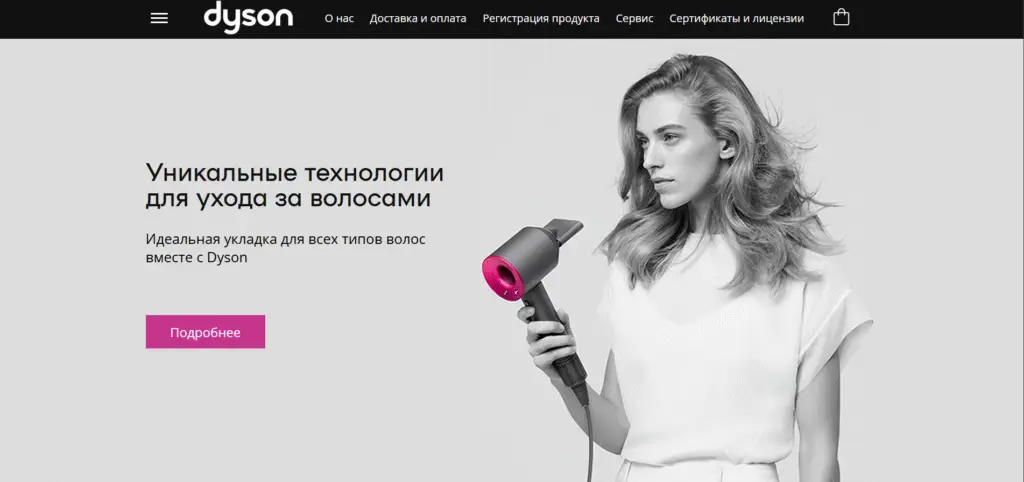 dyson
О нас
Доставка и оплата
Регистрация продукта
Сервис
Сертификаты и лицензии
Уникальные технологии
для ухода за волосами
Идеальная укладка для всех типов волос
вместе с Dyson
Подробнее